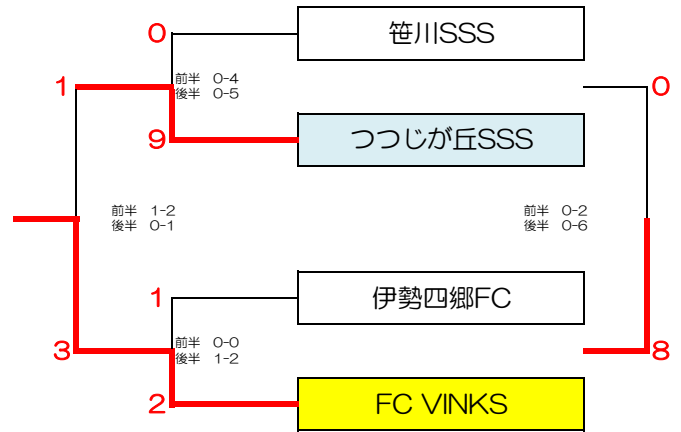 0
笹川SSS
前半 0-4
後半 0-5
1
0
9
つつじが丘SSS
前半 1-2
後半 0-1
前半 0-2
後半 0-6
1
伊勢四郷FC
前半 0-0
後半 1-2
3
8
2
FC VINKS